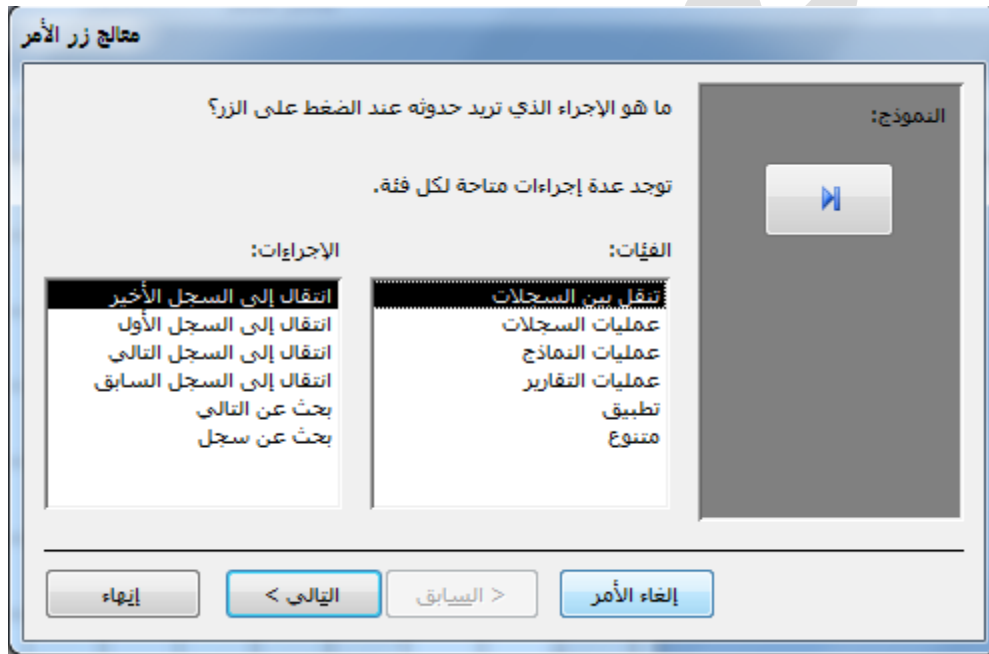 معالج زر الأمر
النموذج:
ما هو الإجراء الذي تريد حدوثه عند الضغط على الزر؟
توجد عدة إجراءات متاحة لكل فئة.
الفئات:
تنقل بين السجلات
عمليات السجلات
عمليات النماذج
عمليات التقارير
تطبيق
متنوع
الإجراءات:
انتقال إلى السجل الأخير
انتقال إلى السجل الأول
انتقال إلى السجل التالي
انتقال إلى السجل السابق
بحث عن التالي
بحث عن سجل
إلغاء الأمر
< السابق
التالي >
إنهاء